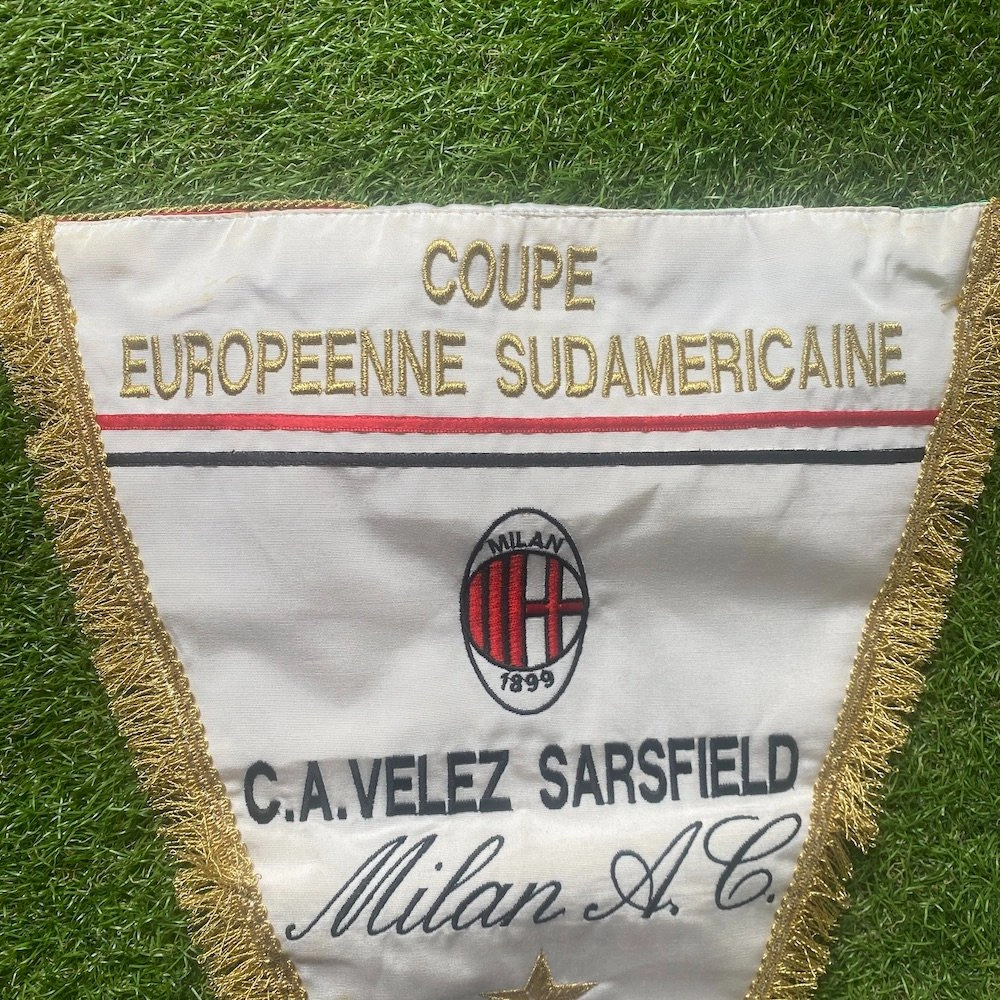 COUPE
EUROPEENNE SUDAMERICAINE
MILAN
1899
C.A.VELEZ SARSFIELD
Milan A.C.